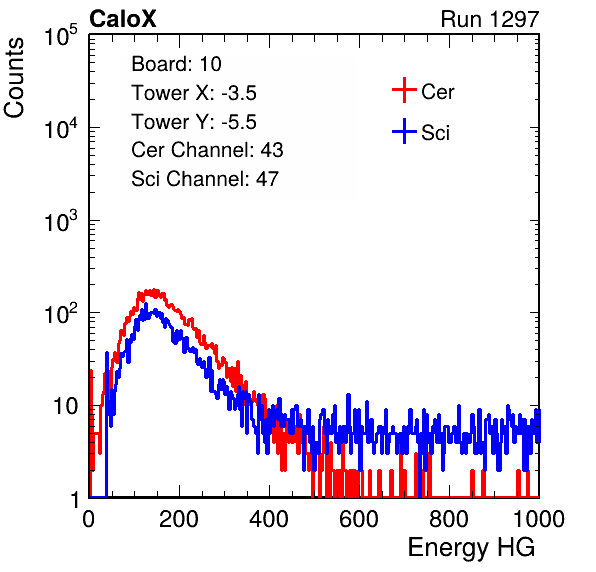 CaloX Run 1297
Counts
10^5
10^4
10^3
10^2
10
1
Board: 10
Tower X: -3.5
Tower Y: -5.5
Cer Channel: 43
Sci Channel: 47
Cer
Sci
0 200 400 600 800 1000
Energy HG